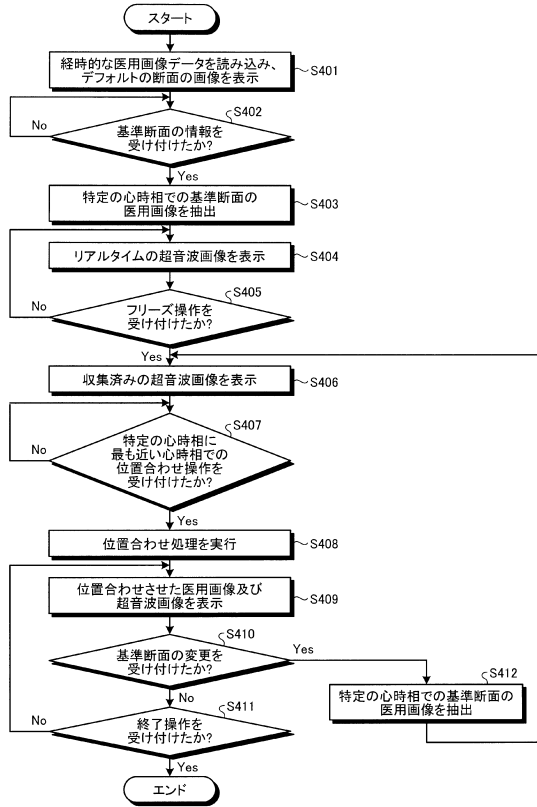 スタート
経時的な医用画像データを読み込み、
デフォルトの断面の画像を表示
S401
S402
No
基準断面の情報を
受け付けたか?
Yes
特定の心時相での基準断面の
医用画像を抽出
S403
リアルタイムの超音波画像を表示
S404
S405
No
フリーズ操作を
受け付けたか?
Yes
収集済みの超音波画像を表示
S406
S407
No
特定の心時相に
最も近い心時相での
位置合わせ操作を
受け付けたか?
Yes
位置合わせ処理を実行
S408
位置合わせさせた医用画像及び
超音波画像を表示
S409
S410
基準断面の変更を
受け付けたか?
Yes
S412
特定の心時相での基準断面の
医用画像を抽出
No
S411
No
終了操作を
受け付けたか?
Yes
エンド